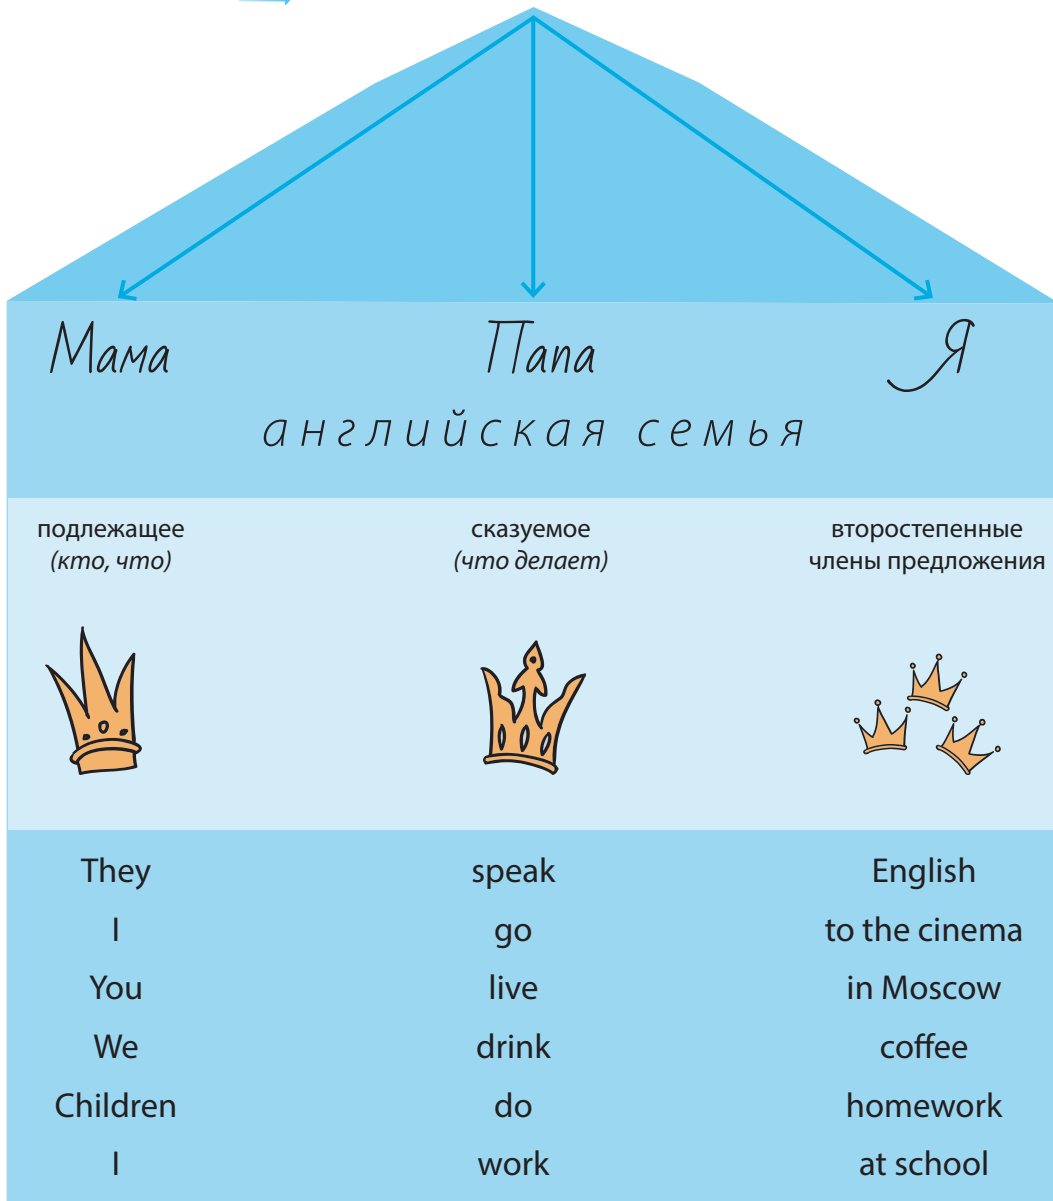 Мама Папа Я
английская семья
подлежащее сказуемое второстепенные
(кто, что) (что делает) члены предложения
They speak English
I go to the cinema
You live in Moscow
We drink coffee
Children do homework
I work at school